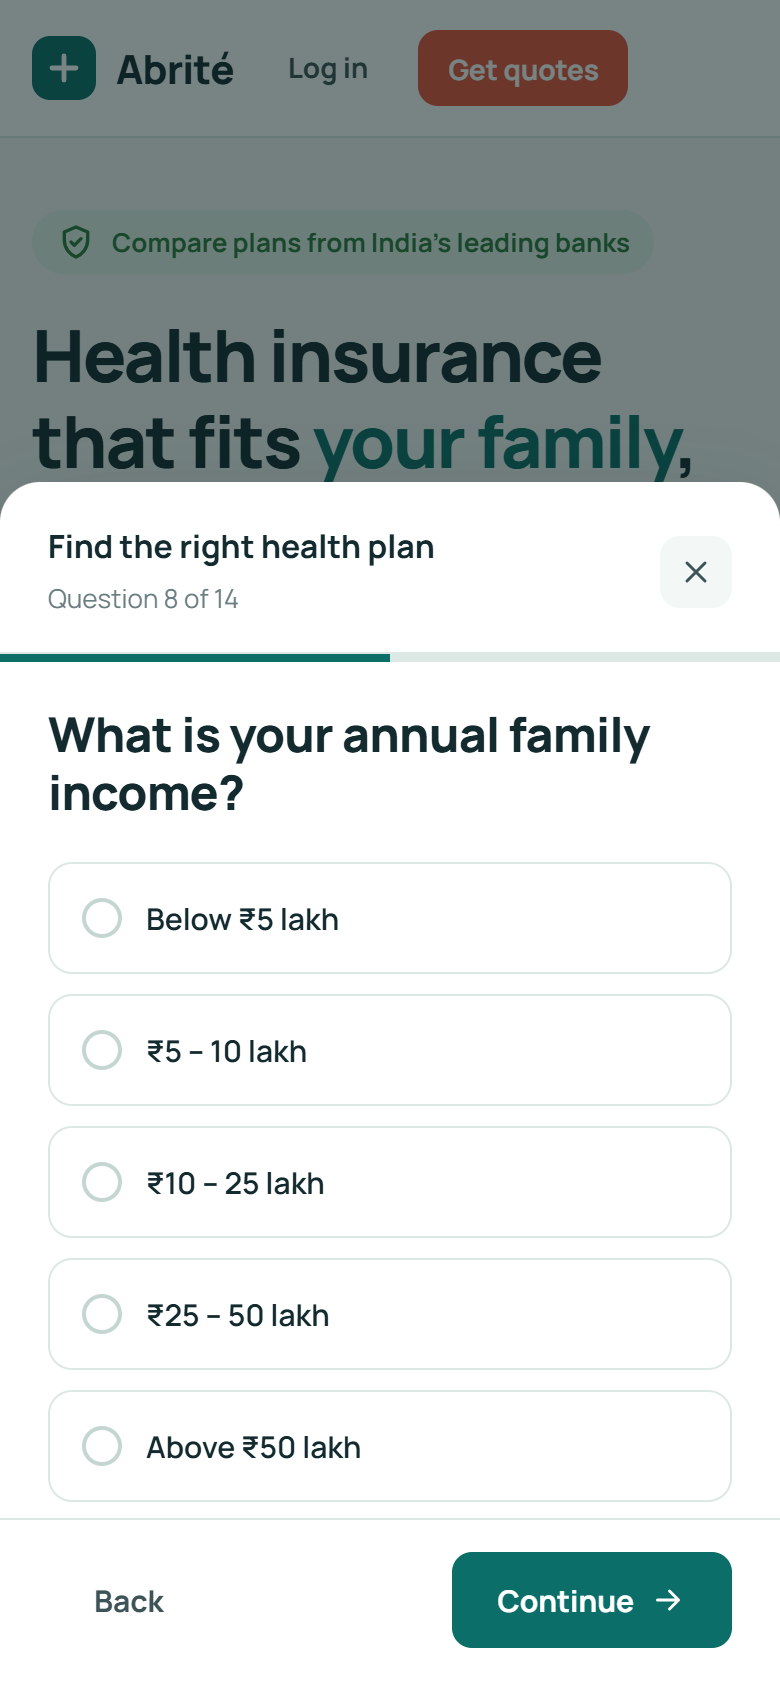 Abrité
Log in
Get quotes
Compare plans from India's leading banks
Health insurance
that fits your family,
Find the right health plan
Question 8 of 14
What is your annual family
income?
Below ₹5 lakh
₹5 – 10 lakh
₹10 – 25 lakh
₹25 – 50 lakh
Above ₹50 lakh
Back
Continue →